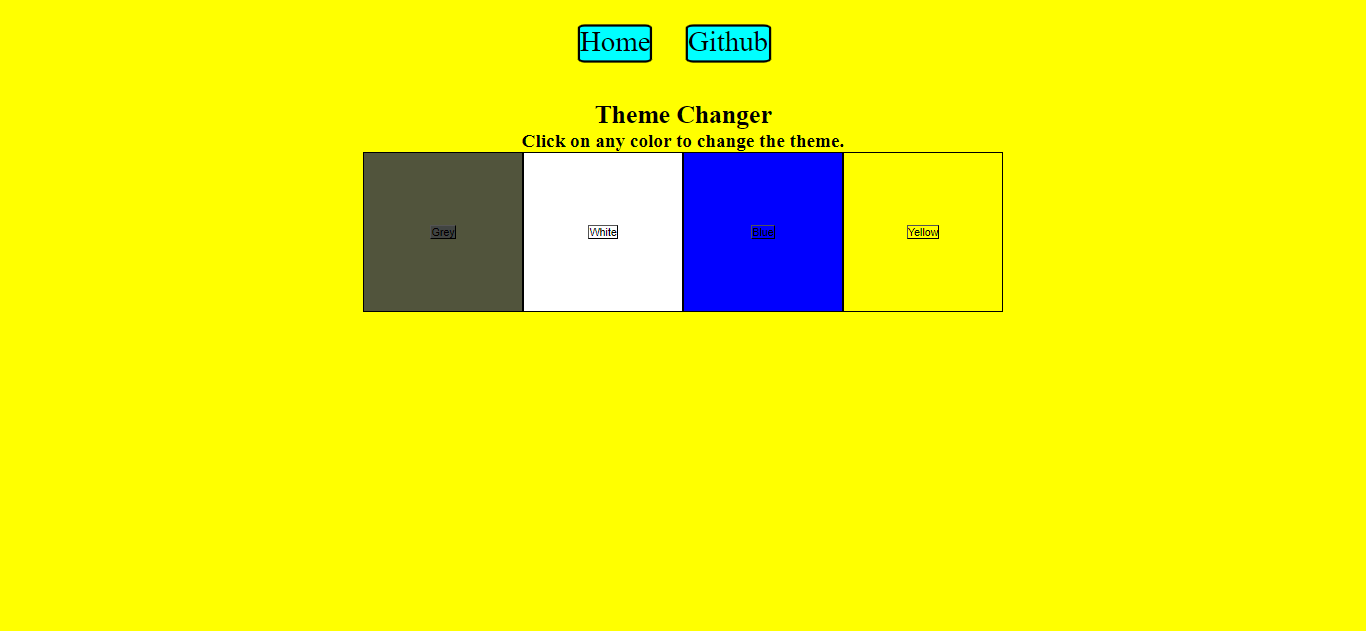 Home Github
Theme Changer
Click on any color to change the theme.
Grey White Blue Yellow